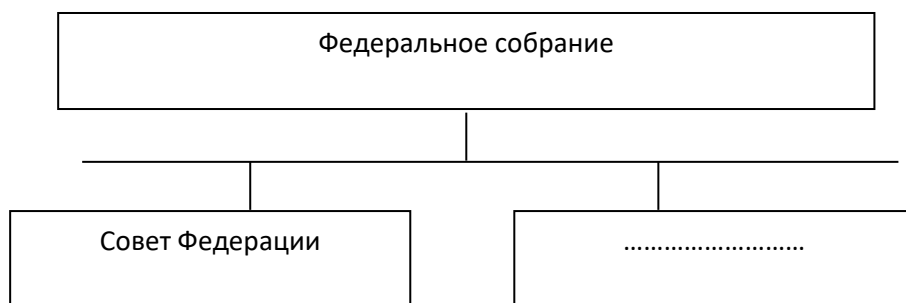 Федеральное собрание
Совет Федерации
………………………